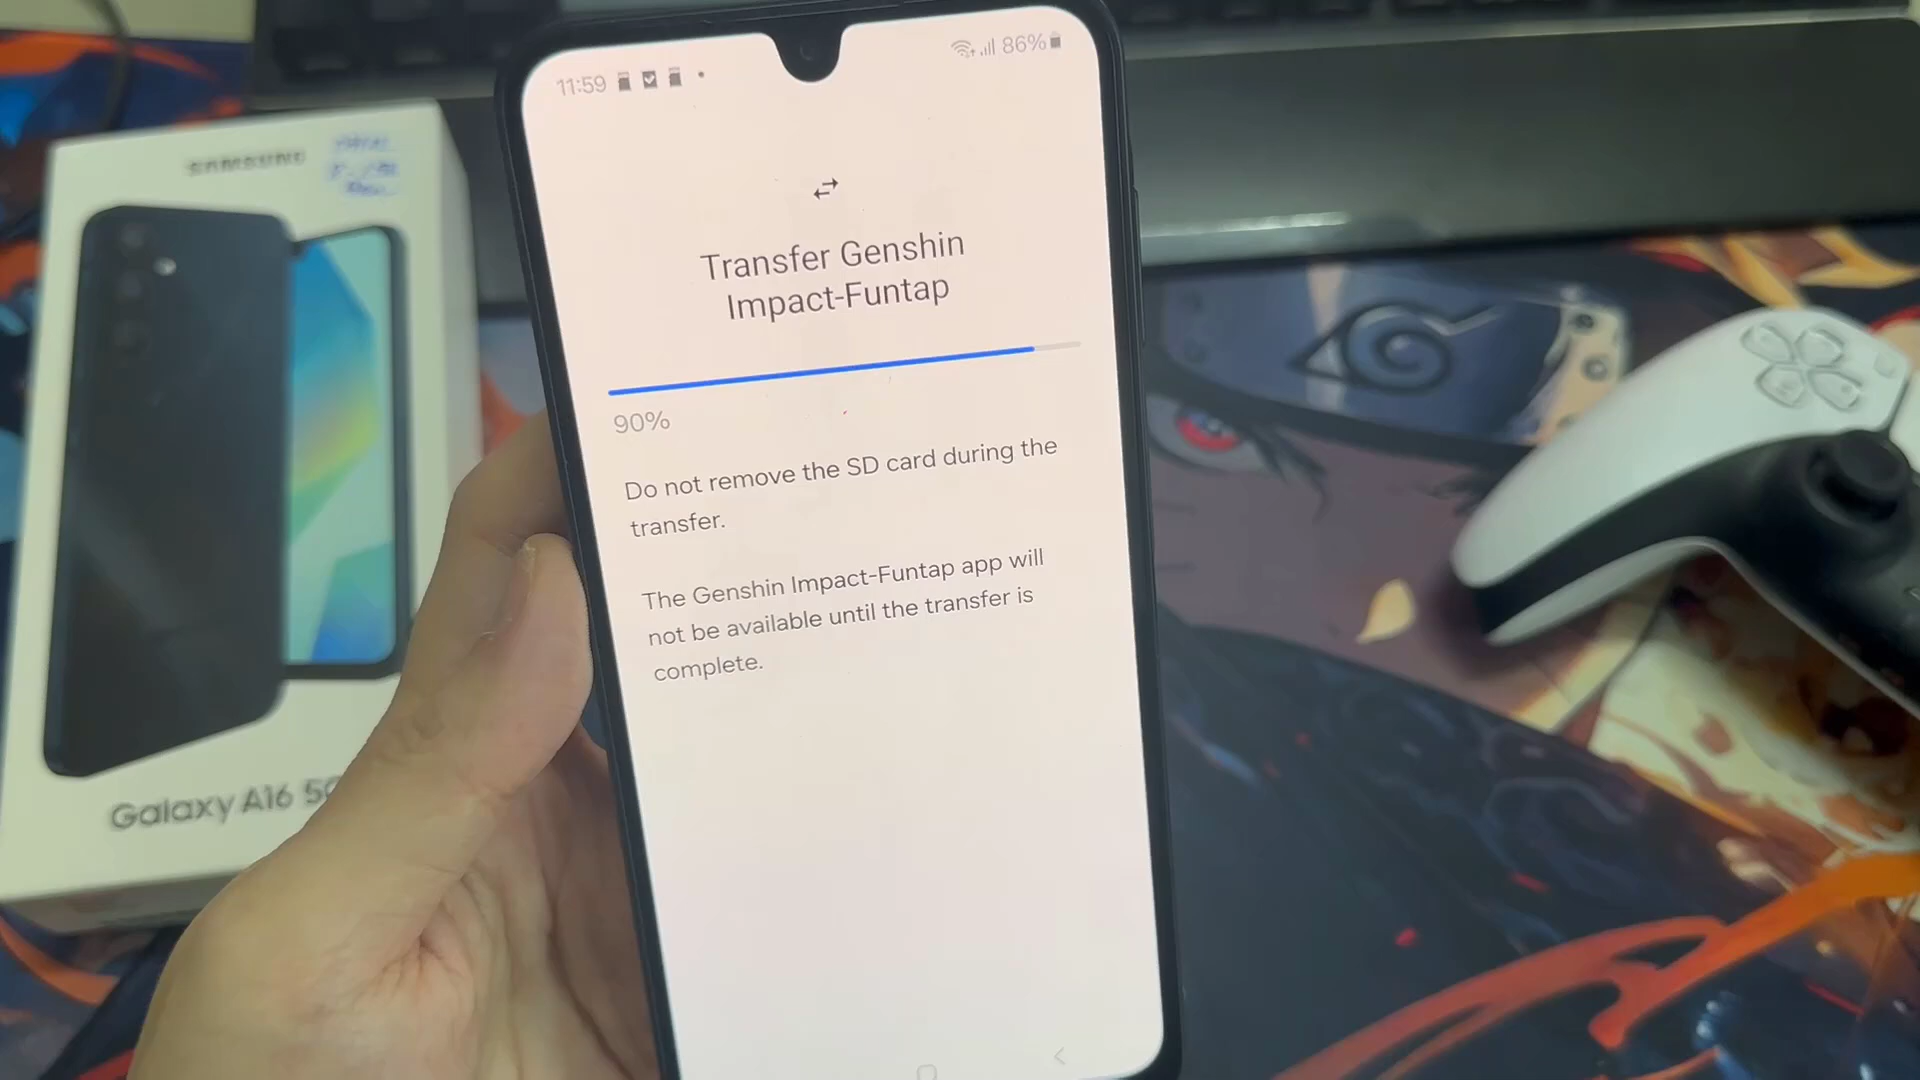 11:59
86%
Transfer Genshin
Impact-Funtap
90%
Do not remove the SD card during the
transfer.
The Genshin Impact-Funtap app will
not be available until the transfer is
complete.
SAMSUNG
Galaxy A16 5G